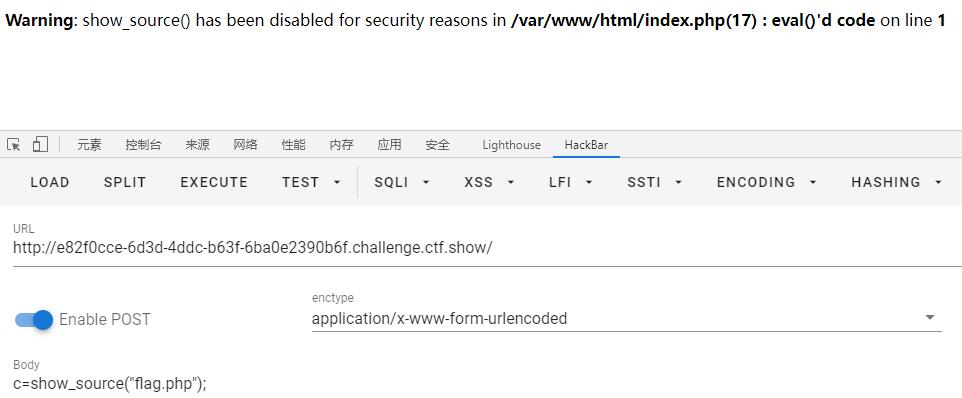 Warning: show_source() has been disabled for security reasons in /var/www/html/index.php(17) : eval()'d code on line 1
元素 控制台 来源 网络 性能 内存 应用 安全 Lighthouse HackBar
LOAD SPLIT EXECUTE TEST SQLI XSS LFI SSTI ENCODING HASHING
URL
http://e82f0cce-6d3d-4ddc-b63f-6ba0e2390b6f.challenge.ctf.show/
Enable POST
enctype
application/x-www-form-urlencoded
Body
c=show_source("flag.php");